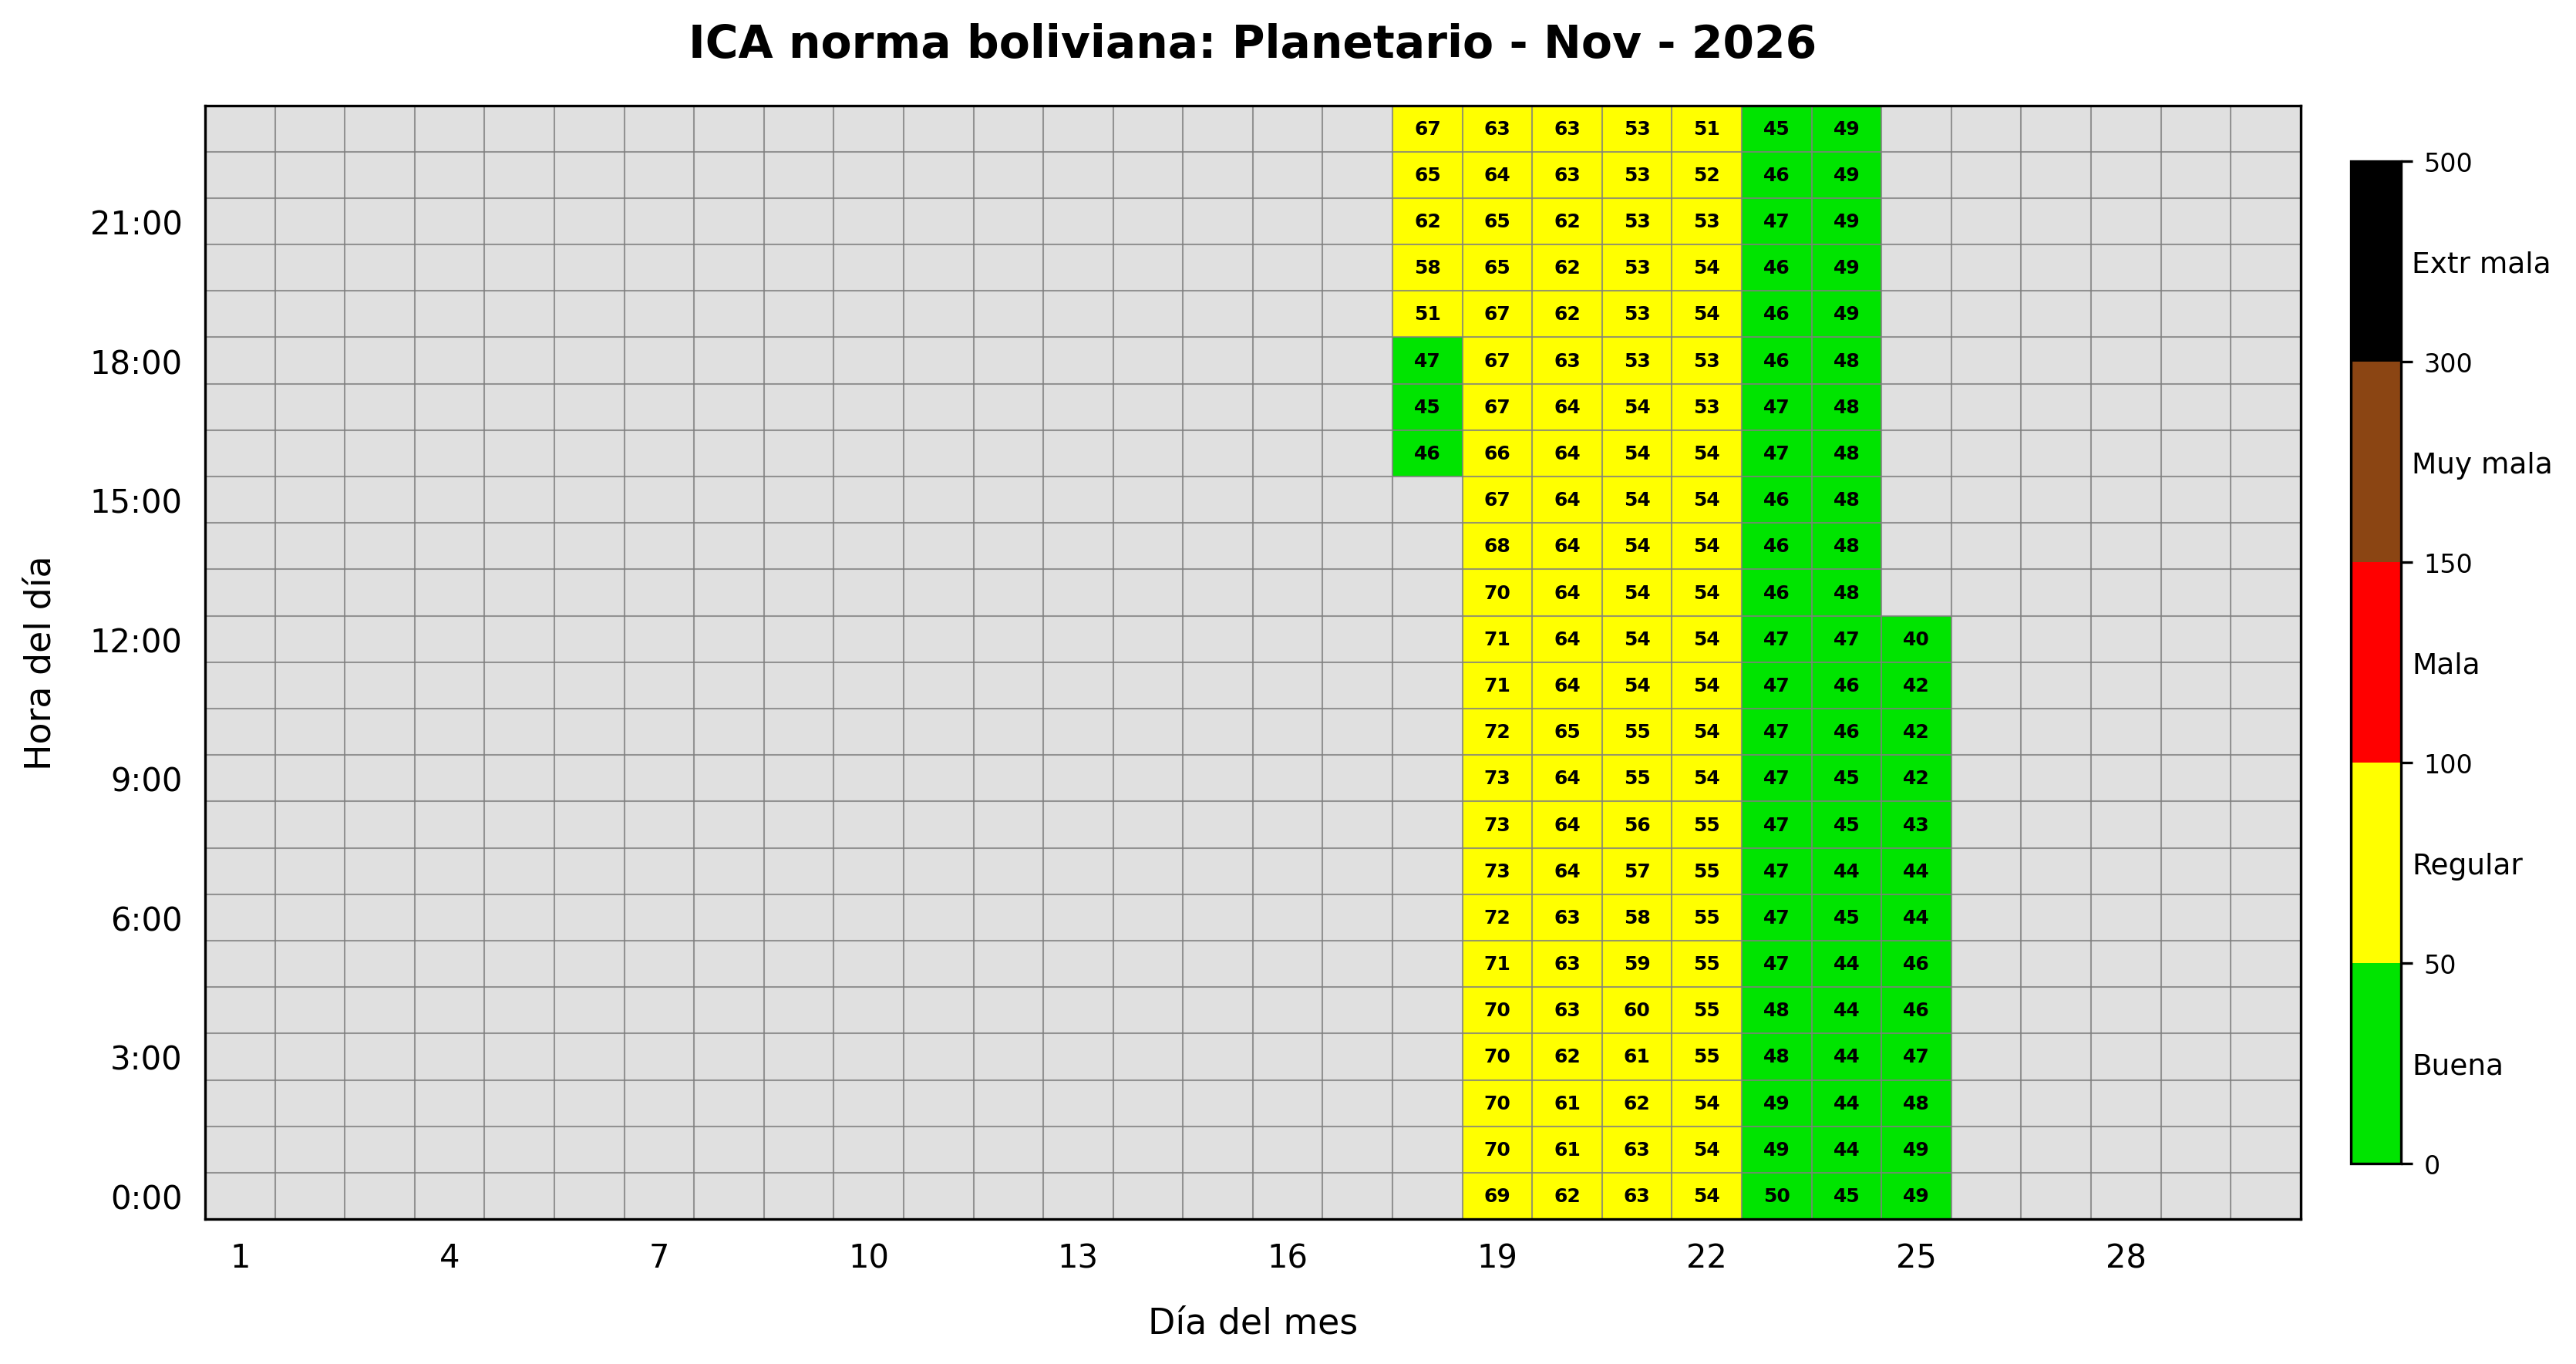 ICA norma boliviana: Planetario - Nov - 2026
67 63 63 53 51 45 49
65 64 63 53 52 46 49
21:00 62 65 62 53 53 47 49
58 65 62 53 54 46 49
51 67 62 53 54 46 49
18:00 47 67 63 53 53 46 48
45 67 64 54 53 47 48
46 66 64 54 54 47 48
15:00 67 64 54 54 46 48
68 64 54 54 46 48
70 64 54 54 46 48
12:00 71 64 54 54 47 47 40
71 64 54 54 47 46 42
72 65 55 54 47 46 42
9:00 73 64 55 54 47 45 42
73 64 56 55 47 45 43
73 64 57 55 47 44 44
6:00 72 63 58 55 47 45 44
71 63 59 55 47 44 46
70 63 60 55 48 44 46
3:00 70 62 61 55 48 44 47
70 61 62 54 49 44 48
70 61 63 54 49 44 49
0:00 69 62 63 54 50 45 49
1 4 7 10 13 16 19 22 25 28
Día del mes
Hora del día
500
Extr mala
300
Muy mala
150
Mala
100
Regular
50
Buena
0